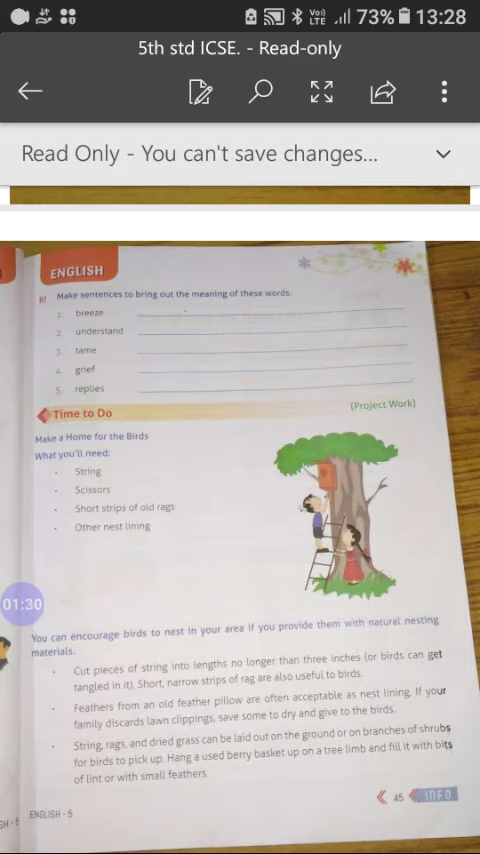 Vo))
LTE
73%
13:28
5th std ICSE. - Read-only
Read Only - You can't save changes...
ENGLISH
B) Make sentences to bring out the meaning of these words.
1. breeze
2. understand
3. tame
4. grief
5. replies
Time to Do
(Project Work)
Make a Home for the Birds
What you'll need:
· String
· Scissors
· Short strips of old rags
· Other nest lining
01:30
You can encourage birds to nest in your area if you provide them with natural nesting
materials.
· Cut pieces of string into lengths no longer than three inches (or birds can get
tangled in it). Short, narrow strips of rag are also useful to birds.
· Feathers from an old feather pillow are often acceptable as nest lining. If your
family discards lawn clippings, save some to dry and give to the birds.
· String, rags, and dried grass can be laid out on the ground or on branches of shrubs
for birds to pick up. Hang a used berry basket up on a tree limb and fill it with bits
of lint or with small feathers.
45 INFO
SH - 5
ENGLISH - 5